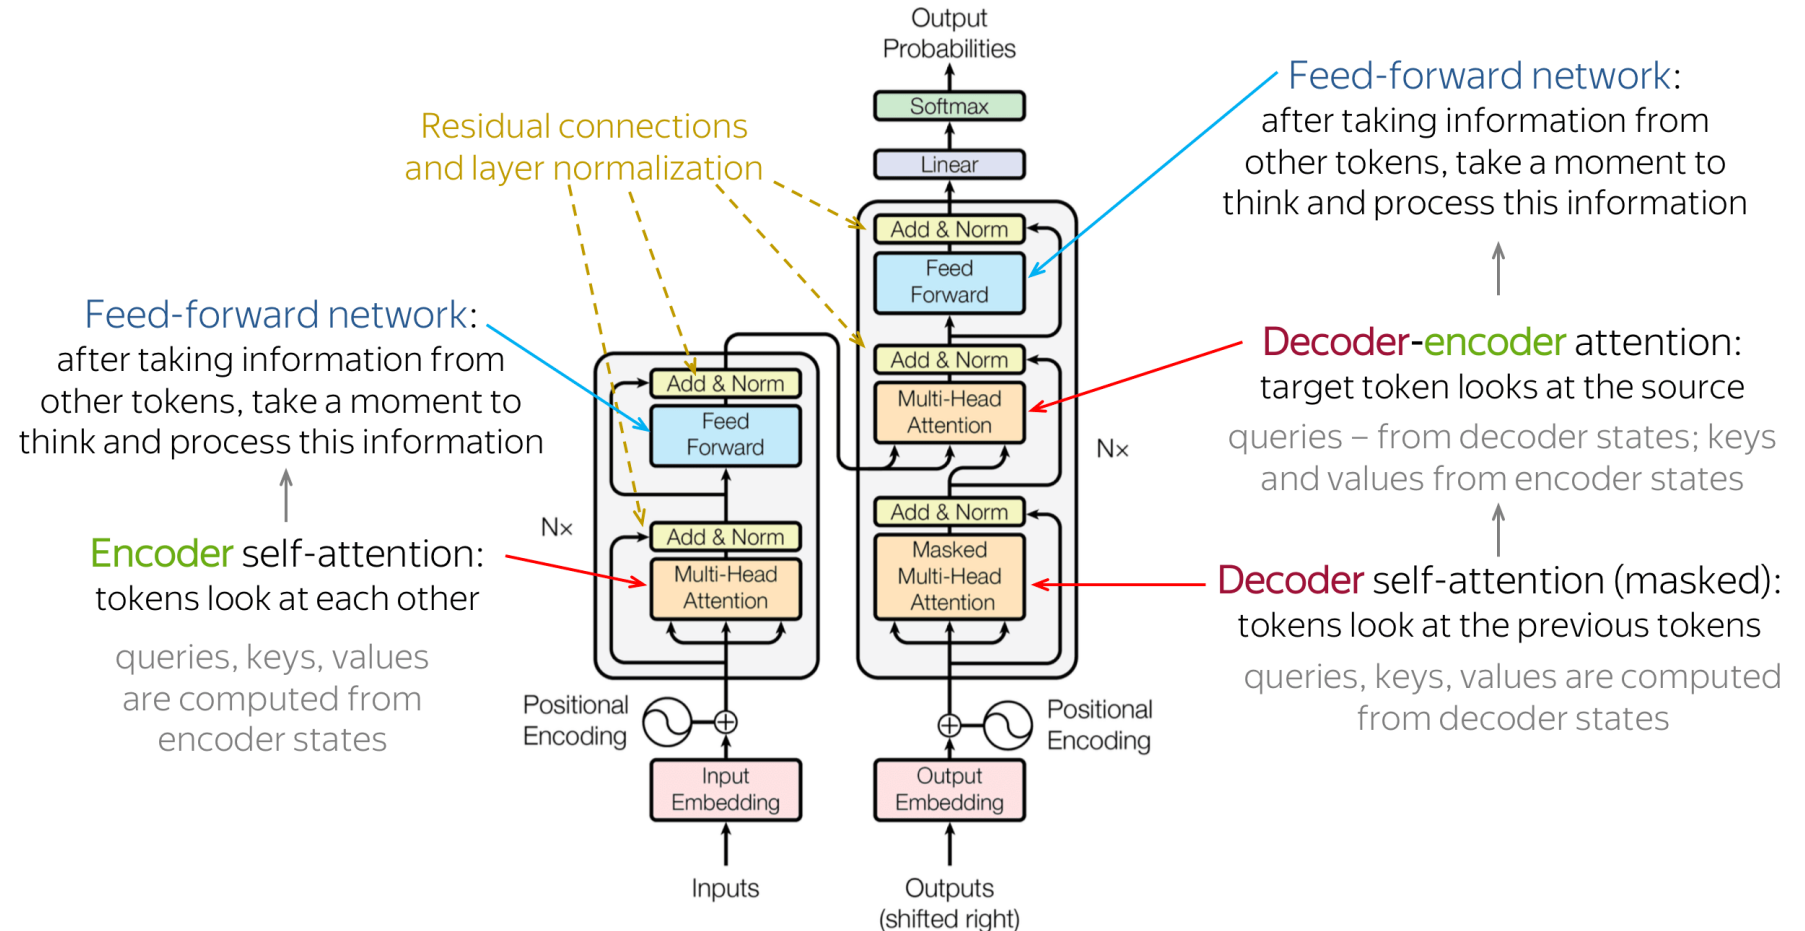 Output
Probabilities
Softmax
Linear
Add & Norm
Feed
Forward
Add & Norm
Multi-Head
Attention
N×
Add & Norm
Masked
Multi-Head
Attention
Positional
Encoding
Output
Embedding
Outputs
(shifted right)
Residual connections
and layer normalization
Add & Norm
Feed
Forward
N×
Add & Norm
Multi-Head
Attention
Positional
Encoding
Input
Embedding
Inputs
Feed-forward network:
after taking information from
other tokens, take a moment to
think and process this information
Encoder self-attention:
tokens look at each other
queries, keys, values
are computed from
encoder states
Feed-forward network:
after taking information from
other tokens, take a moment to
think and process this information
Decoder-encoder attention:
target token looks at the source
queries – from decoder states; keys
and values from encoder states
Decoder self-attention (masked):
tokens look at the previous tokens
queries, keys, values are computed
from decoder states